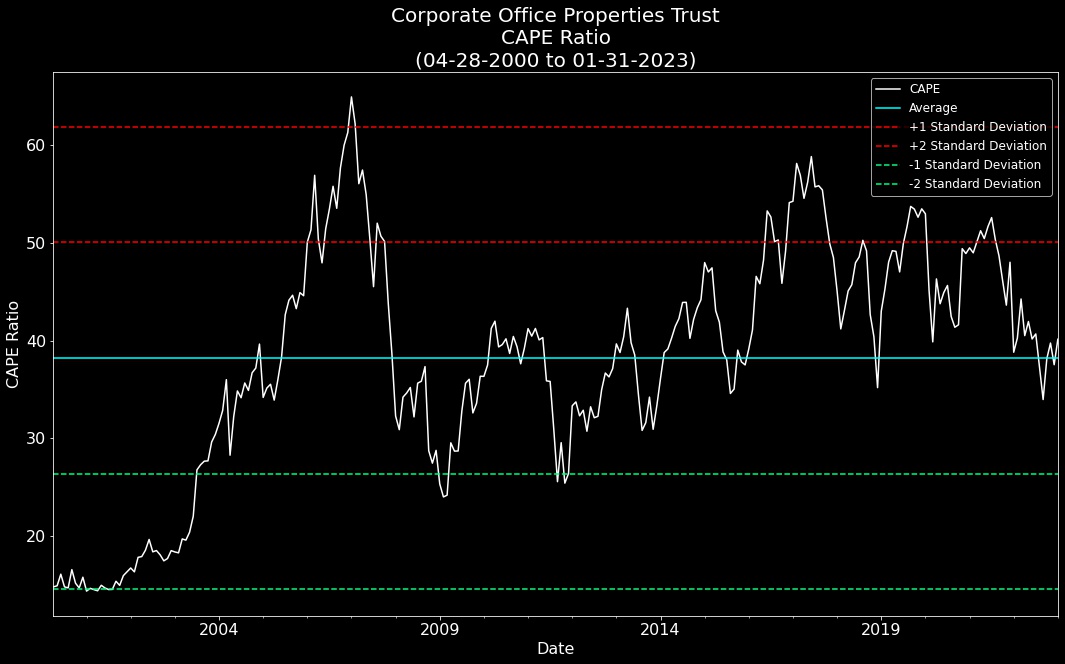 Corporate Office Properties Trust
CAPE Ratio
(04-28-2000 to 01-31-2023)
CAPE
Average
+1 Standard Deviation
+2 Standard Deviation
-1 Standard Deviation
-2 Standard Deviation
CAPE Ratio
60
50
40
30
20
2004
2009
2014
2019
Date